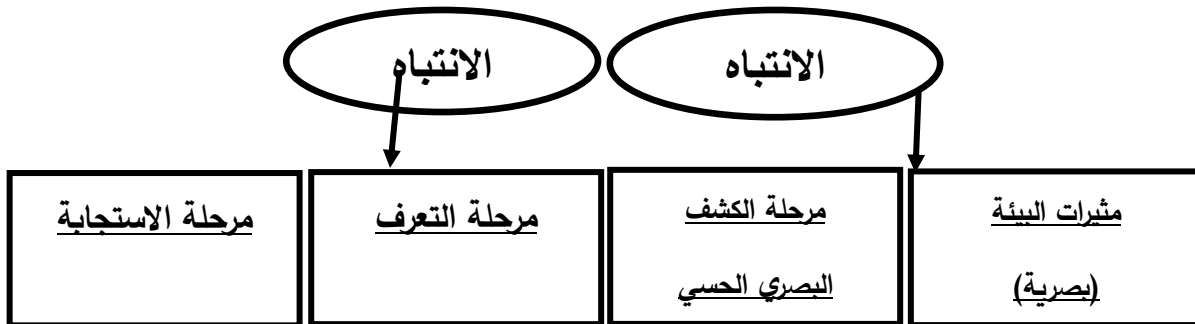 الانتباه
الانتباه
مثيرات البيئة
(بصرية)
مرحلة الكشف
البصري الحسي
مرحلة التعرف
مرحلة الاستجابة